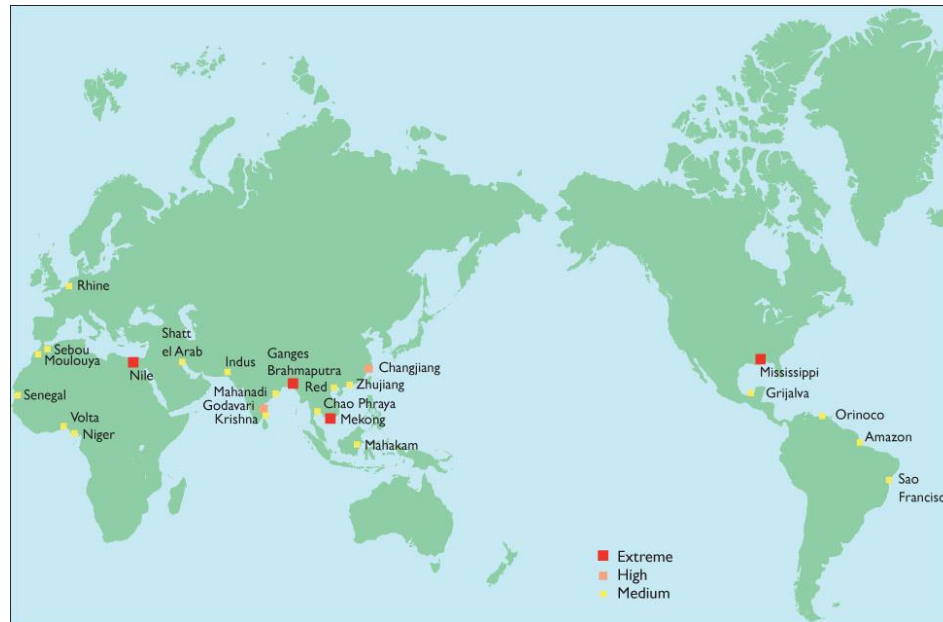 Rhine
Sebou
Moulouya
Shatt
el Arab
Nile
Senegal
Volta
Niger
Indus
Ganges
Brahmaputra
Mahanadi
Godavari
Krishna
Red
Changjiang
Zhujiang
Chao Phraya
Mekong
Mahakam
Mississippi
Grijalva
Orinoco
Amazon
Sao
Francisc
Extreme
High
Medium